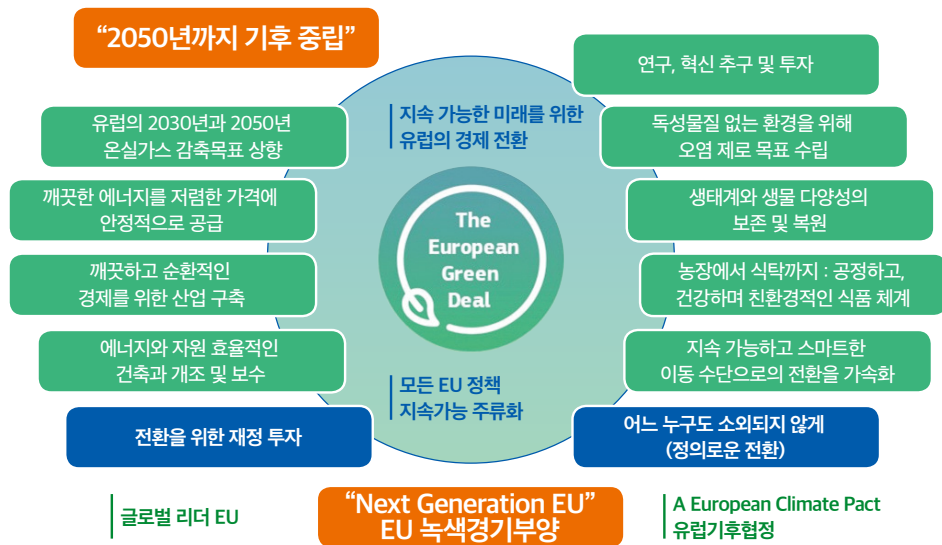 “2050년까지 기후 중립”
연구, 혁신 추구 및 투자
지속 가능한 미래를 위한
유럽의 경제 전환
유럽의 2030년과 2050년
온실가스 감축목표 상향
독성물질 없는 환경을 위해
오염 제로 목표 수립
깨끗한 에너지를 저렴한 가격에
안정적으로 공급
생태계와 생물 다양성의
보존 및 복원
The
European
Green
Deal
깨끗하고 순환적인
경제를 위한 산업 구축
농장에서 식탁까지 : 공정하고,
건강하며 친환경적인 식품 체계
에너지와 자원 효율적인
건축과 개조 및 보수
지속 가능하고 스마트한
이동 수단으로의 전환을 가속화
모든 EU 정책
지속가능 주류화
전환을 위한 재정 투자
어느 누구도 소외되지 않게
(정의로운 전환)
글로벌 리더 EU
“Next Generation EU”
EU 녹색경기부양
A European Climate Pact
유럽기후협정